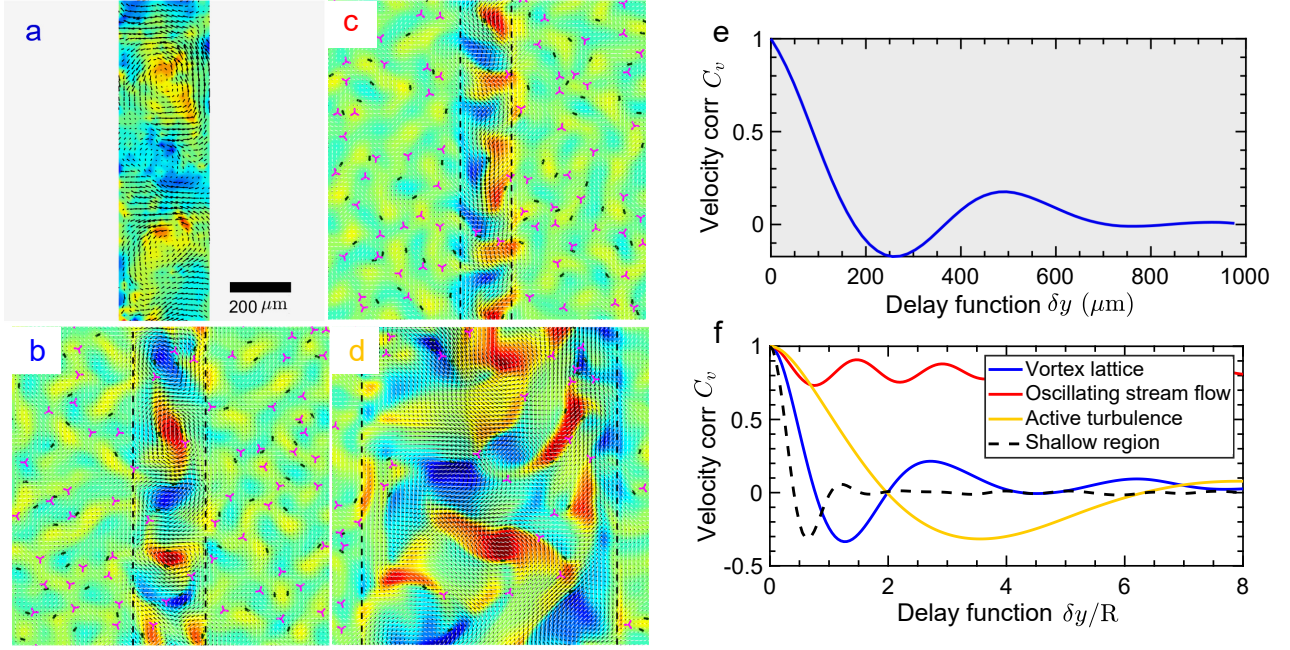 a
200 μm
b
c
d
e
Velocity corr C_v
1
0.5
0
0 200 400 600 800 1000
Delay function δy (μm)
f
Velocity corr C_v
1
0.5
0
-0.5
Vortex lattice
Oscillating stream flow
Active turbulence
Shallow region
0 2 4 6 8
Delay function δy/R